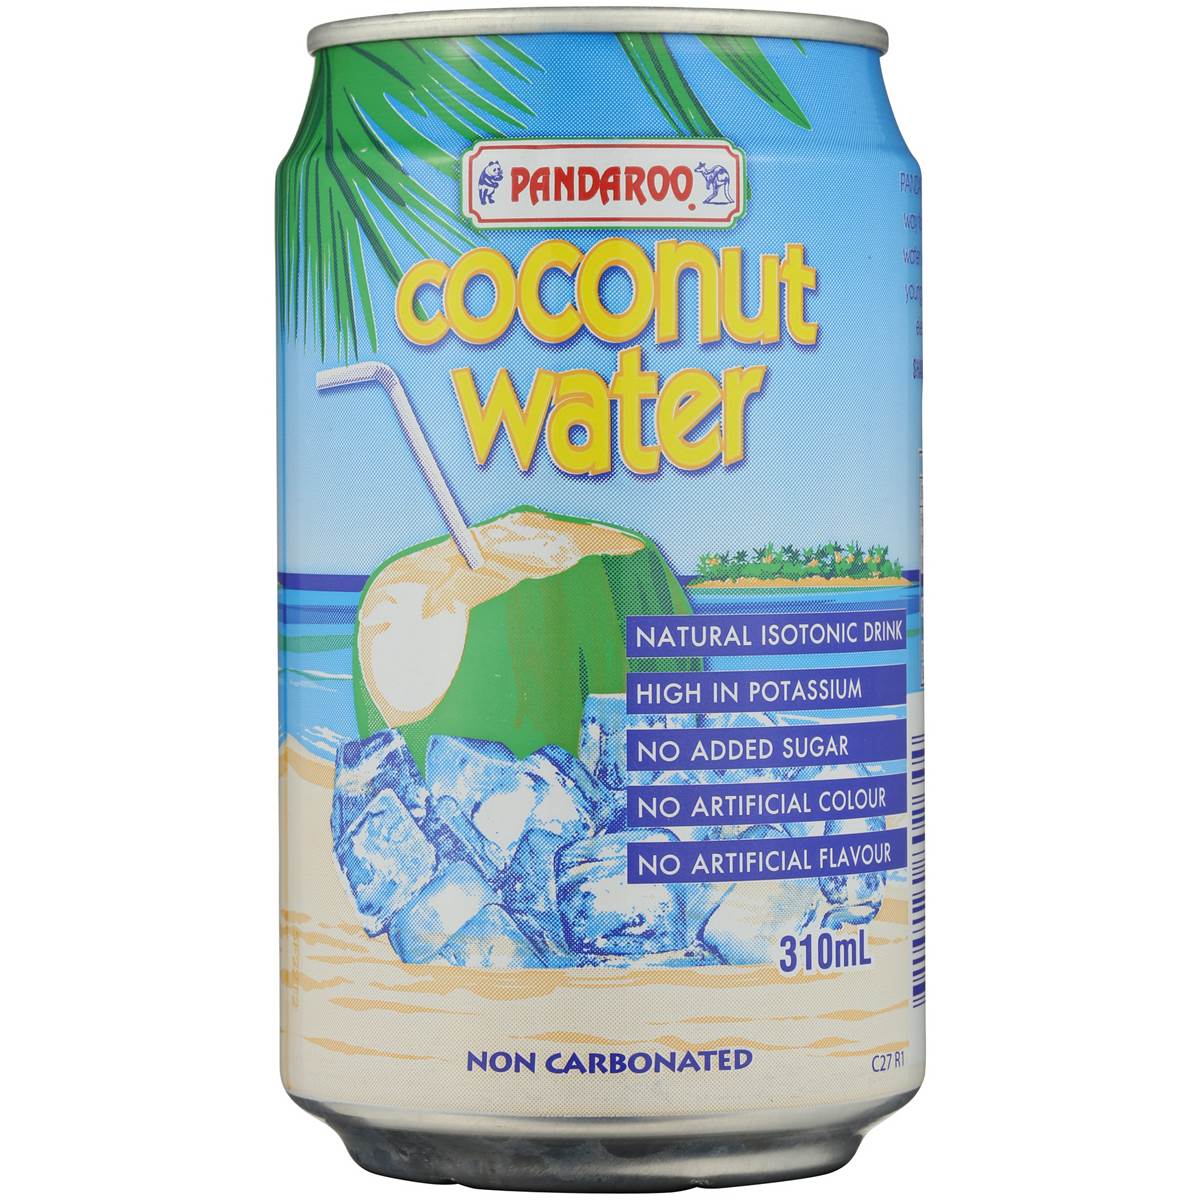 PANDAROO
coconut
water
NATURAL ISOTONIC DRINK
HIGH IN POTASSIUM
NO ADDED SUGAR
NO ARTIFICIAL COLOUR
NO ARTIFICIAL FLAVOUR
310mL
NON CARBONATED
C27 R1